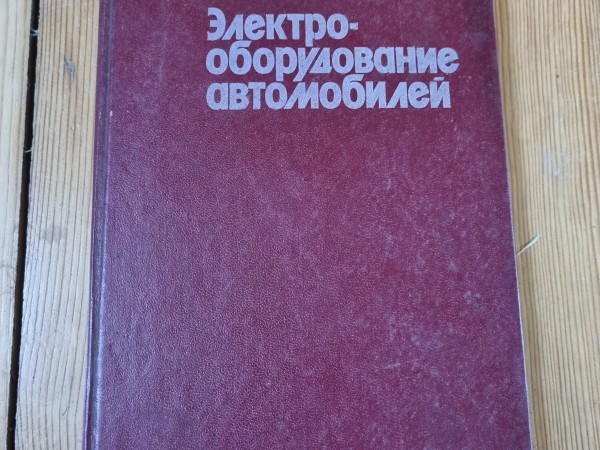 Электро-
оборудование
автомобилей